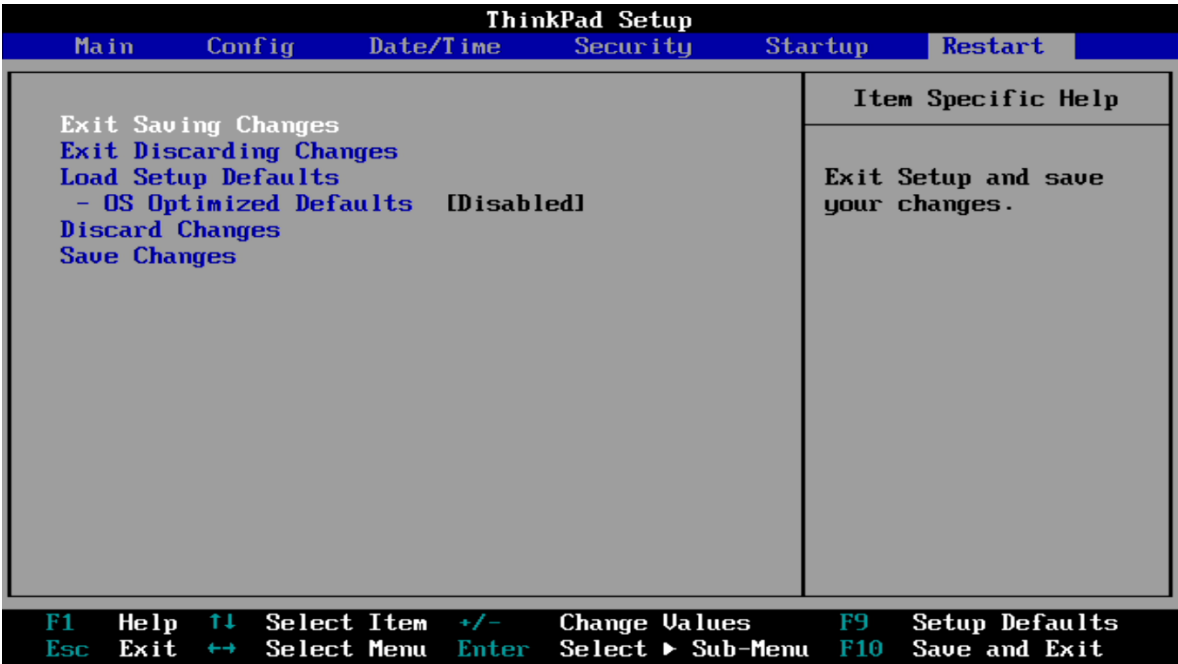 ThinkPad Setup
Main Config Date/Time Security Startup Restart
Exit Saving Changes
Exit Discarding Changes
Load Setup Defaults
- OS Optimized Defaults [Disabled]
Discard Changes
Save Changes
Item Specific Help
Exit Setup and save
your changes.
F1 Help ↑↓ Select Item +/- Change Values F9 Setup Defaults
Esc Exit ←→ Select Menu Enter Select ▶ Sub-Menu F10 Save and Exit